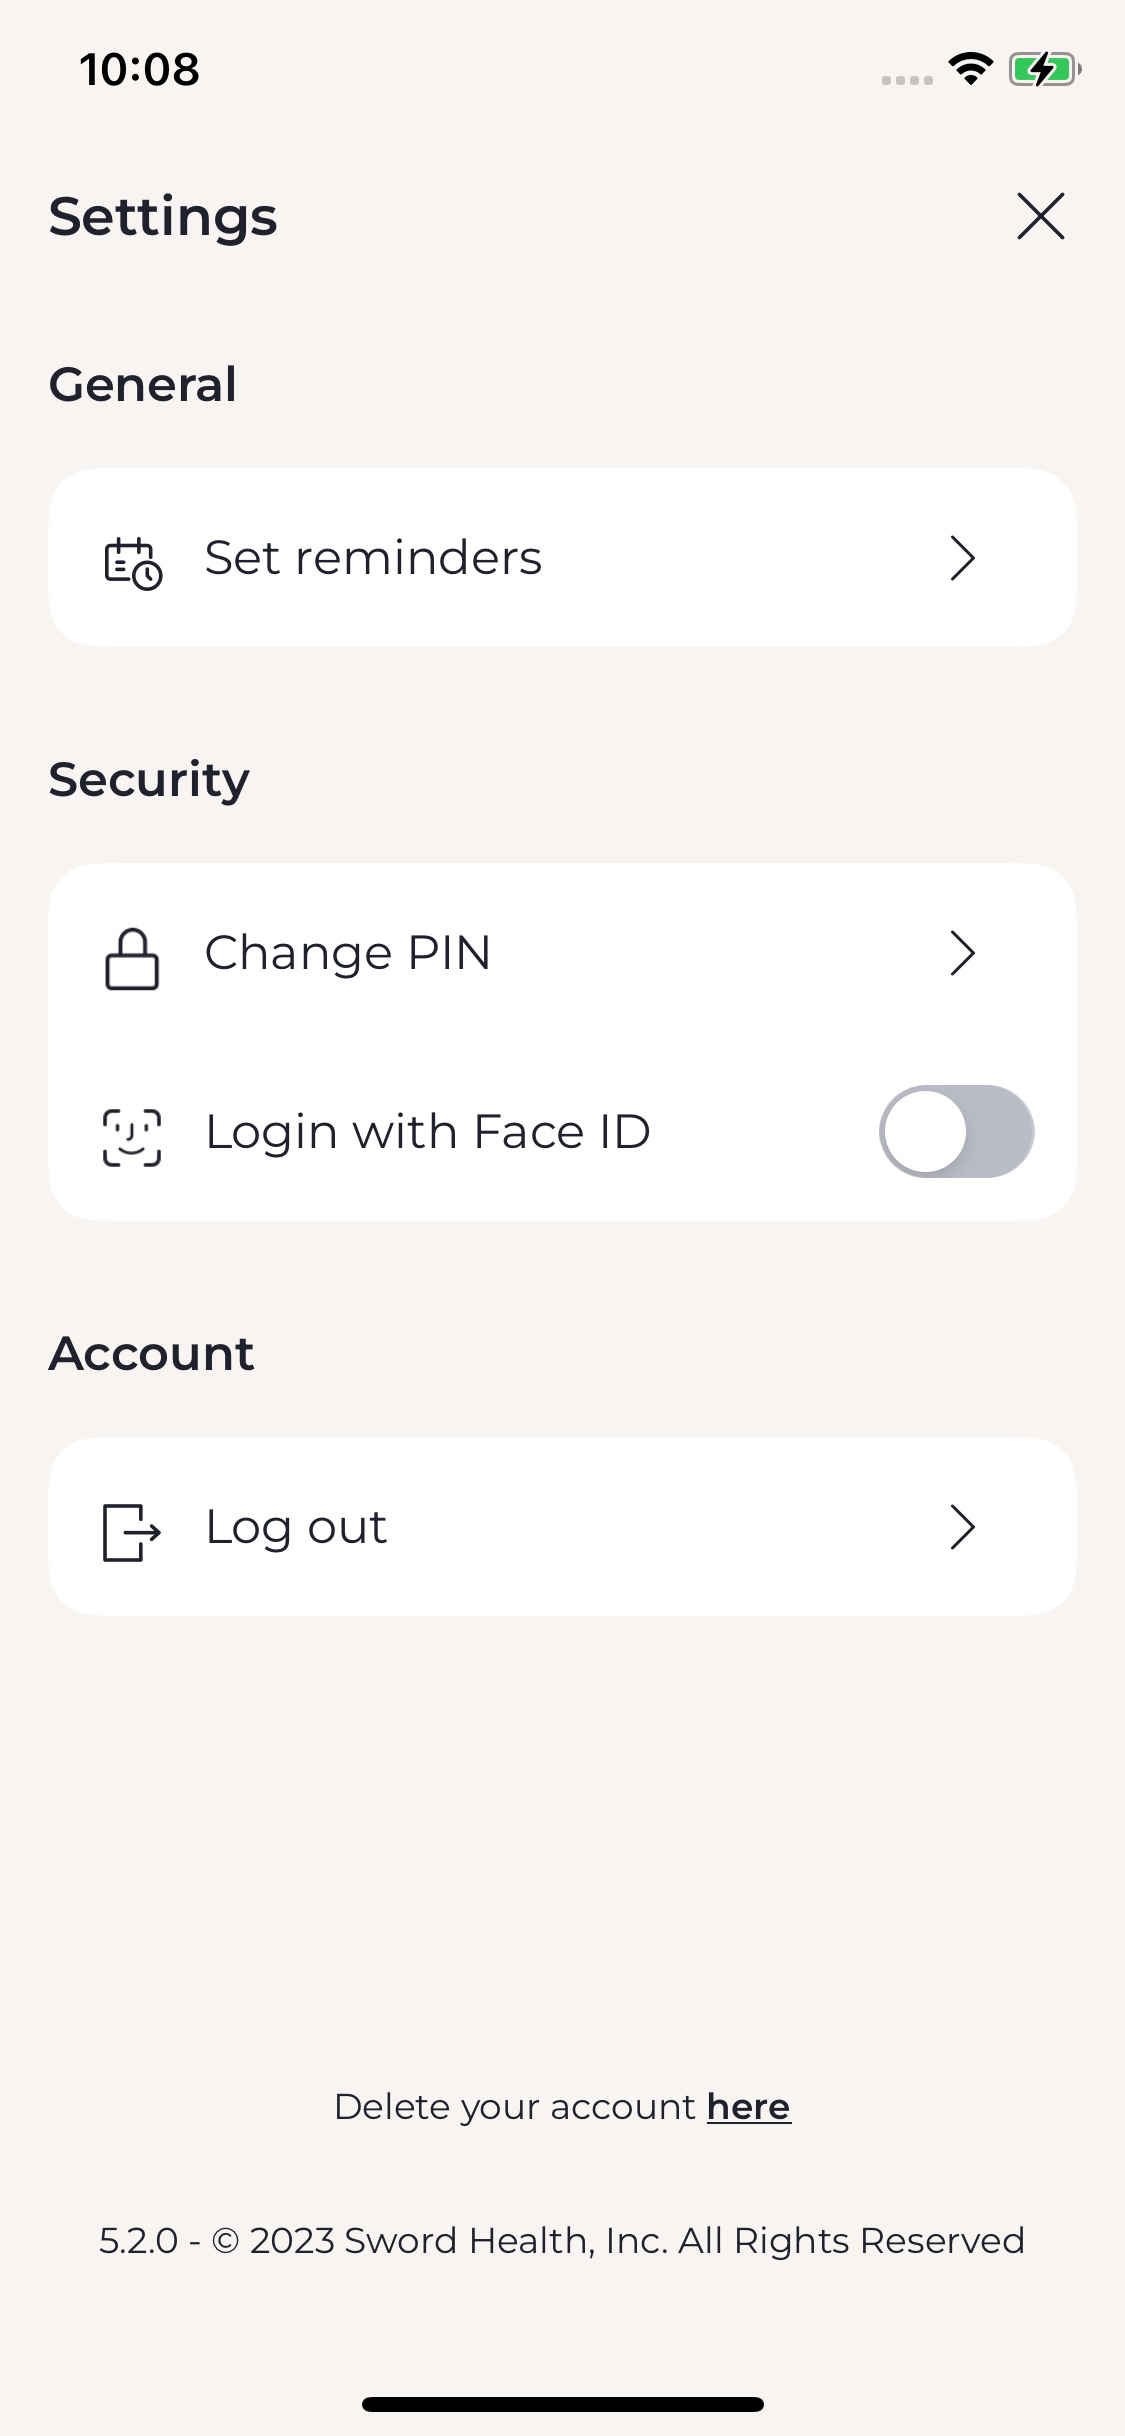 10:08
Settings
General
Set reminders
Security
Change PIN
Login with Face ID
Account
Log out
Delete your account here
5.2.0 - © 2023 Sword Health, Inc. All Rights Reserved